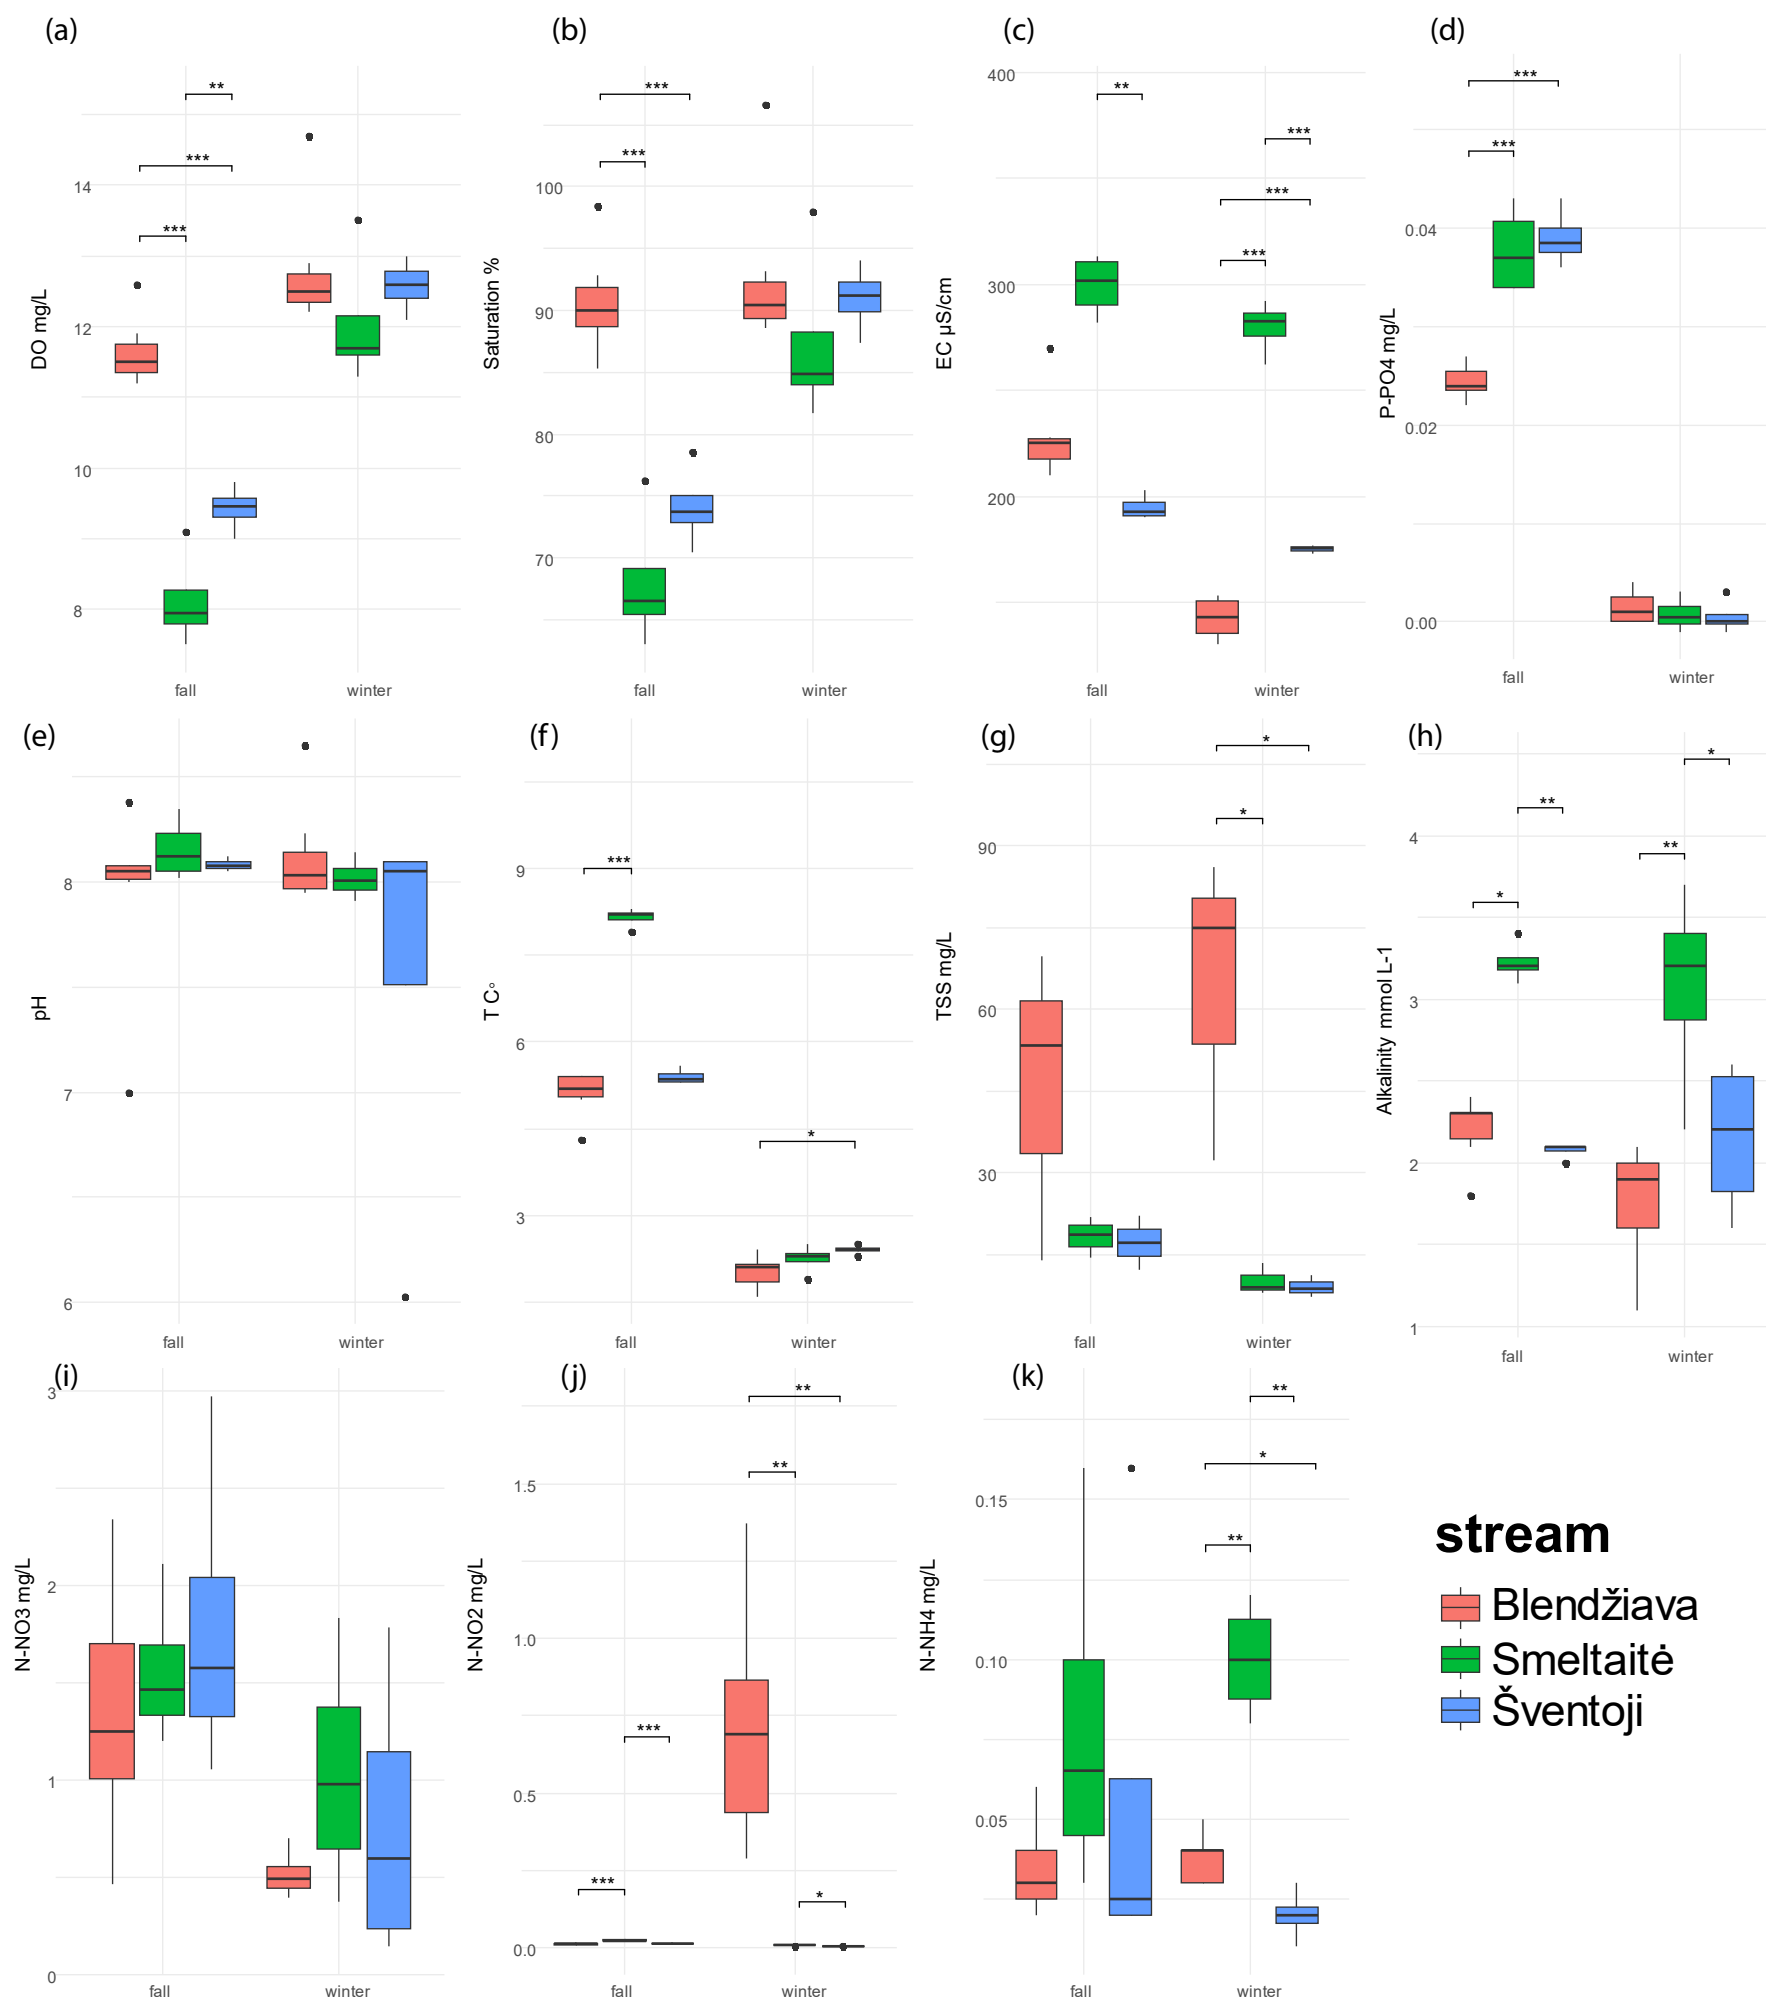 (a)
(b)
(c)
(d)
DO mg/L
14
12
10
8
**
***
***
fall
winter
Saturation %
100
90
80
70
***
***
fall
winter
EC µS/cm
400
300
200
**
***
***
***
fall
winter
P-PO4 mg/L
0.04
0.02
0.00
***
***
fall
winter
(e)
(f)
(g)
(h)
pH
8
7
6
fall
winter
T C°
9
6
3
***
*
fall
winter
TSS mg/L
90
60
30
*
*
fall
winter
Alkalinity mmol L-1
4
3
2
1
*
**
**
*
fall
winter
(i)
(j)
(k)
N-NO3 mg/L
3
2
1
0
fall
winter
N-NO2 mg/L
1.5
1.0
0.5
0.0
**
**
***
***
*
fall
winter
N-NH4 mg/L
0.15
0.10
0.05
**
*
**
fall
winter
stream
Blendžiava
Smeltaitė
Šventoji